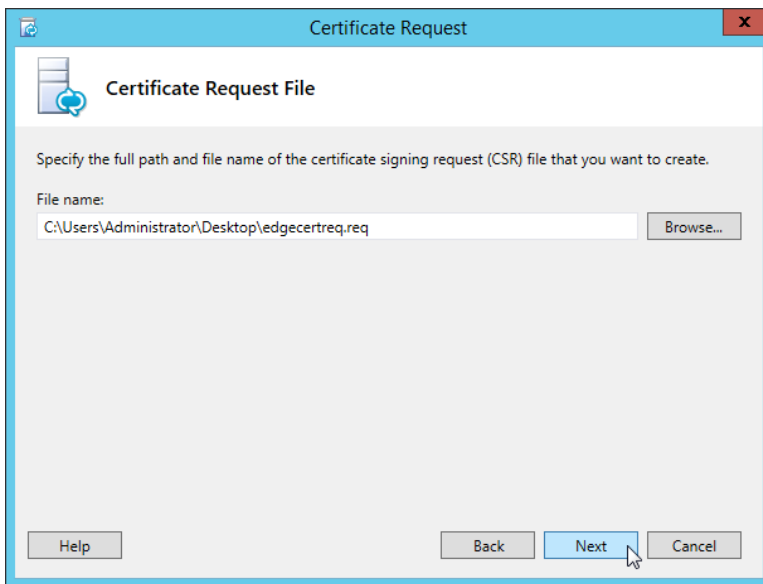 Certificate Request
x
Certificate Request File
Specify the full path and file name of the certificate signing request (CSR) file that you want to create.
File name:
C:\Users\Administrator\Desktop\edgecertreq.req
Browse...
Help
Back
Next
Cancel